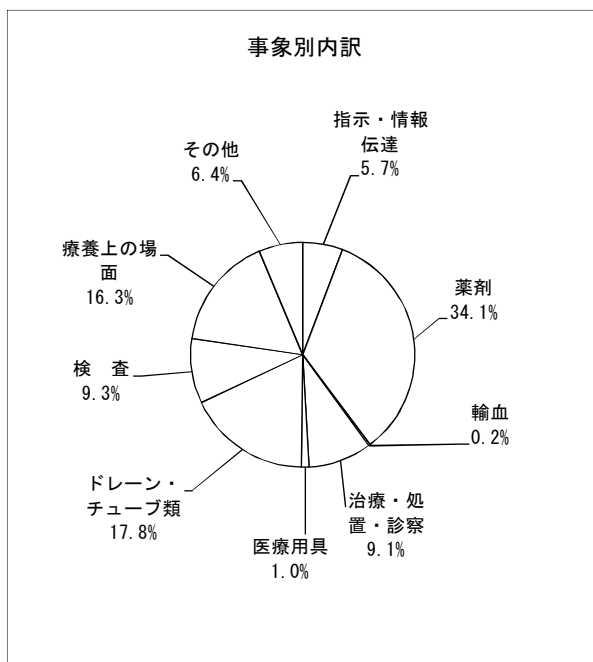 事象別内訳
指示・情報
伝達
5.7%
薬剤
34.1%
輸血
0.2%
治療・処
置・診察
9.1%
医療用具
1.0%
ドレーン・
チューブ類
17.8%
検　査
9.3%
療養上の場
面
16.3%
その他
6.4%